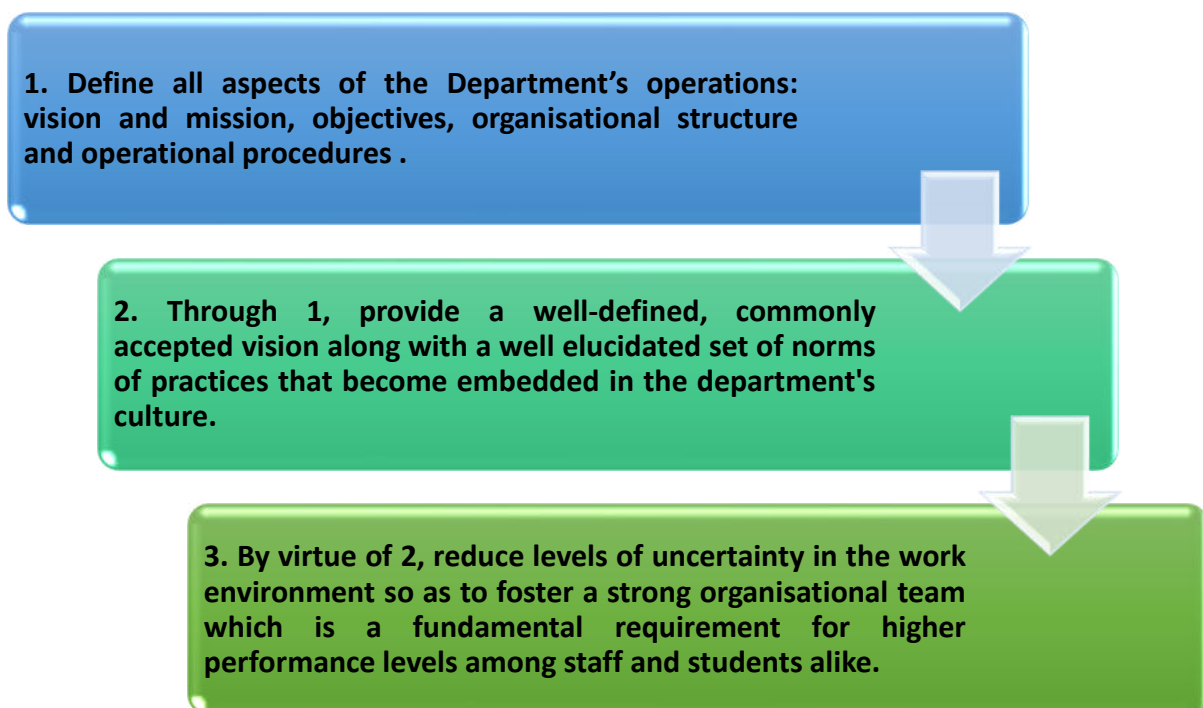 1. Define all aspects of the Department’s operations:
vision and mission, objectives, organisational structure
and operational procedures .
2. Through 1, provide a well-defined, commonly
accepted vision along with a well elucidated set of norms
of practices that become embedded in the department's
culture.
3. By virtue of 2, reduce levels of uncertainty in the work
environment so as to foster a strong organisational team
which is a fundamental requirement for higher
performance levels among staff and students alike.